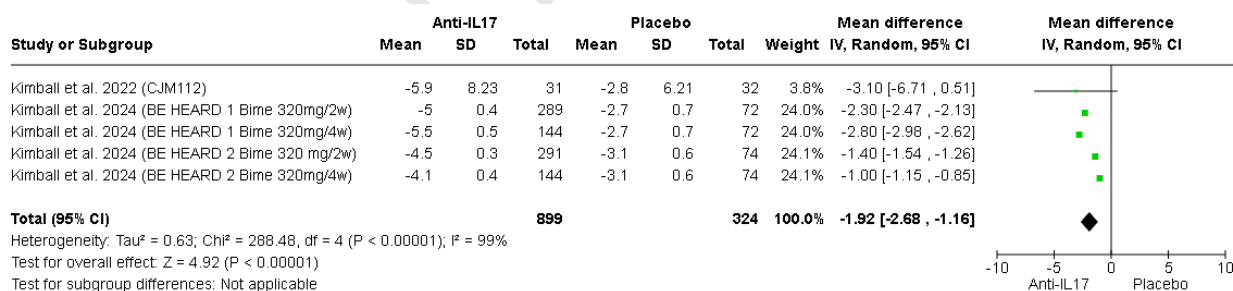 Anti-IL17 Placebo Mean difference Mean difference
Study or Subgroup Mean SD Total Mean SD Total Weight IV, Random, 95% CI IV, Random, 95% CI
Kimball et al. 2022 (CJM112) -5.9 8.23 31 -2.8 6.21 32 3.8% -3.10 [-6.71 , 0.51]
Kimball et al. 2024 (BE HEARD 1 Bime 320mg/2w) -5 0.4 289 -2.7 0.7 72 24.0% -2.30 [-2.47 , -2.13]
Kimball et al. 2024 (BE HEARD 1 Bime 320mg/4w) -5.5 0.5 144 -2.7 0.7 72 24.0% -2.80 [-2.98 , -2.62]
Kimball et al. 2024 (BE HEARD 2 Bime 320 mg/2w) -4.5 0.3 291 -3.1 0.6 74 24.1% -1.40 [-1.54 , -1.26]
Kimball et al. 2024 (BE HEARD 2 Bime 320mg/4w) -4.1 0.4 144 -3.1 0.6 74 24.1% -1.00 [-1.15 , -0.85]
Total (95% CI) 899 324 100.0% -1.92 [-2.68 , -1.16]
Heterogeneity: Tau² = 0.63; Chi² = 288.48, df = 4 (P < 0.00001); I² = 99%
Test for overall effect: Z = 4.92 (P < 0.00001)
Test for subgroup differences: Not applicable
-10 -5 0 5 10
Anti-IL17 Placebo